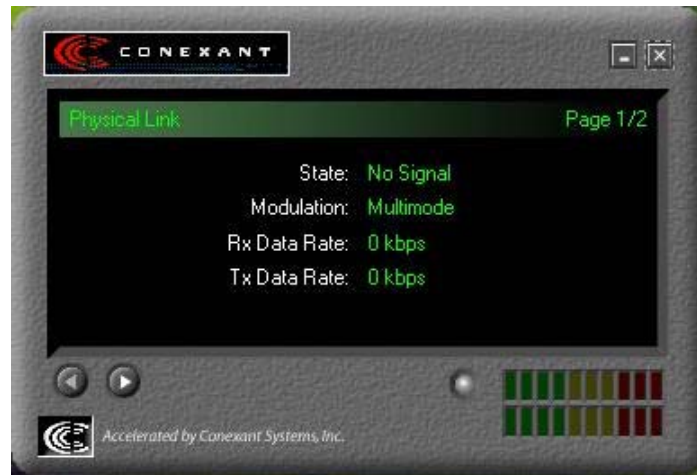 CONEXANT
Physical Link Page 1/2
State: No Signal
Modulation: Multimode
Rx Data Rate: 0 kbps
Tx Data Rate: 0 kbps
Accelerated by Conexant Systems, Inc.